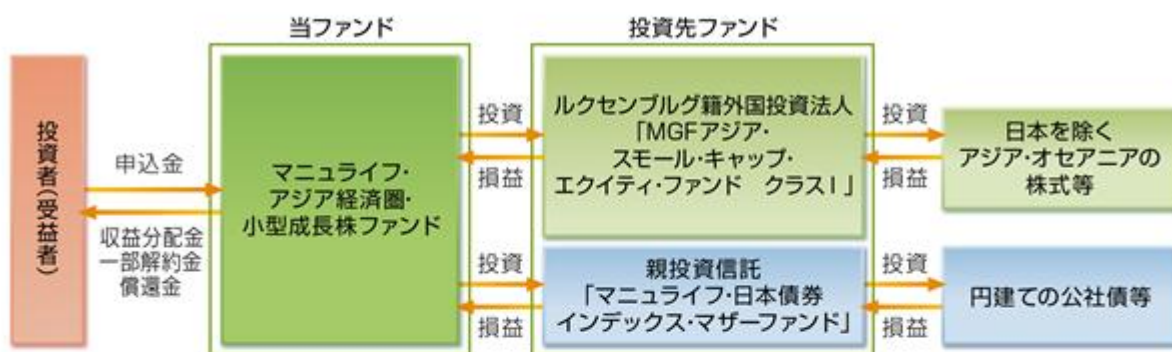 当ファンド
投資先ファンド
投資者(受益者)
申込金
収益分配金
一部解約金
償還金
マニュライフ・
アジア経済圏・
小型成長株ファンド
投資
損益
ルクセンブルグ籍外国投資法人
「MGFアジア・
スモール・キャップ・
エクイティ・ファンド　クラスI」
投資
損益
日本を除く
アジア・オセアニアの
株式等
投資
損益
親投資信託
「マニュライフ・日本債券
インデックス・マザーファンド」
投資
損益
円建ての公社債等